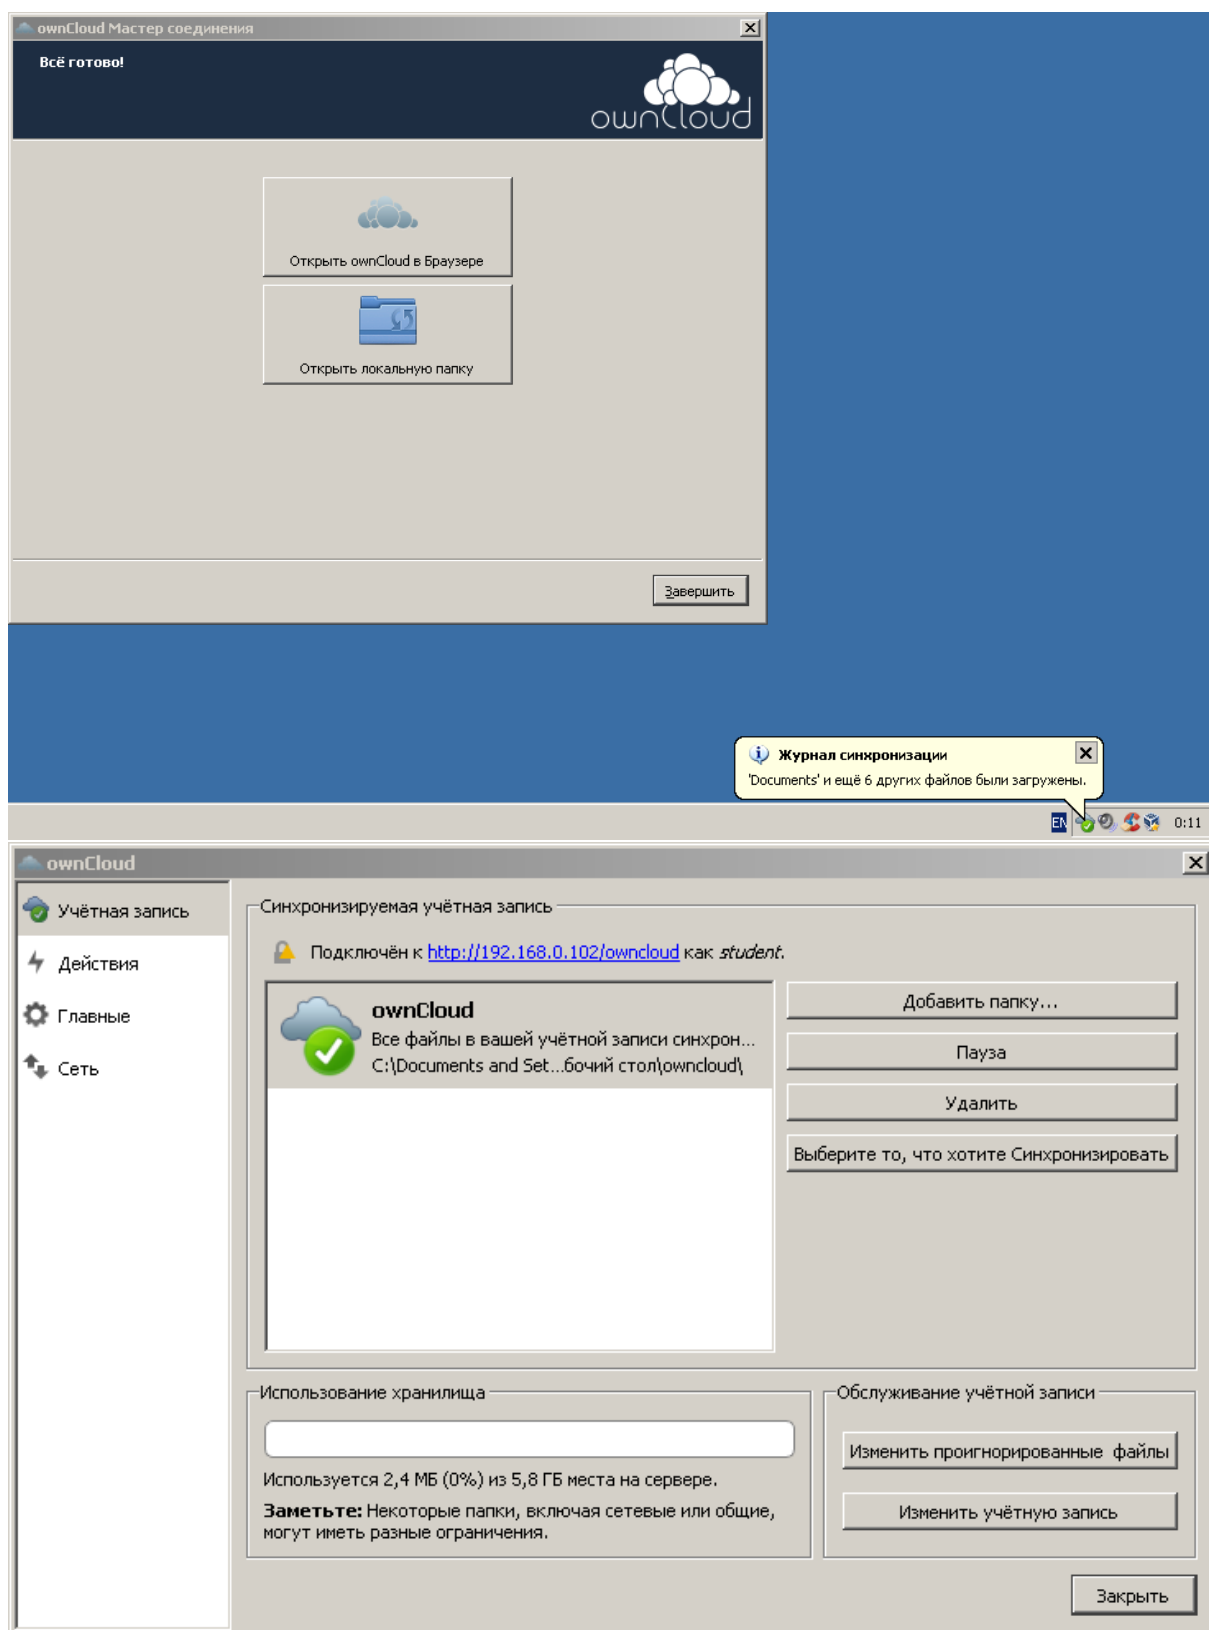 ownCloud Мастер соединения
Всё готово!
ownCloud
Открыть ownCloud в Браузере
Открыть локальную папку
Завершить
Журнал синхронизации
'Documents' и ещё 6 других файлов были загружены.
EN
0:11
ownCloud
Учётная запись
Действия
Главные
Сеть
Синхронизируемая учётная запись
Подключён к http://192.168.0.102/owncloud как student.
ownCloud
Все файлы в вашей учётной записи синхрон...
C:\Documents and Set...бочий стол\owncloud\
Добавить папку...
Пауза
Удалить
Выберите то, что хотите Синхронизировать
Использование хранилища
Используется 2,4 МБ (0%) из 5,8 ГБ места на сервере.
Заметьте: Некоторые папки, включая сетевые или общие,
могут иметь разные ограничения.
Обслуживание учётной записи
Изменить проигнорированные файлы
Изменить учётную запись
Закрыть